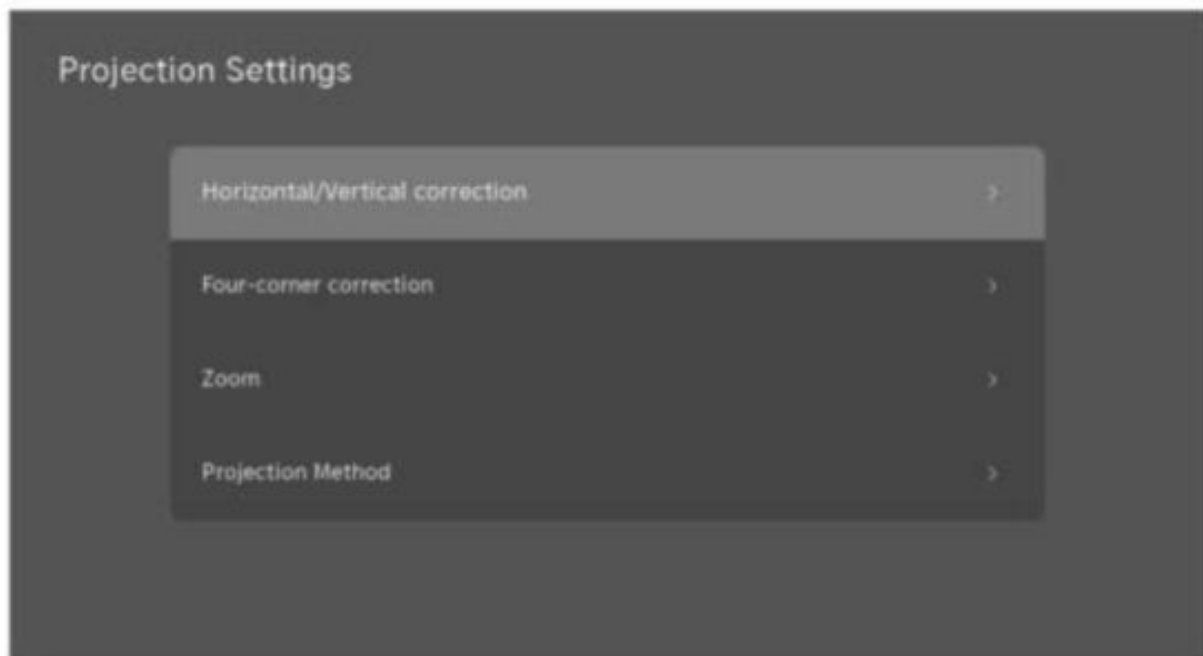 Projection Settings
Horizontal/Vertical correction
Four-corner correction
Zoom
Projection Method